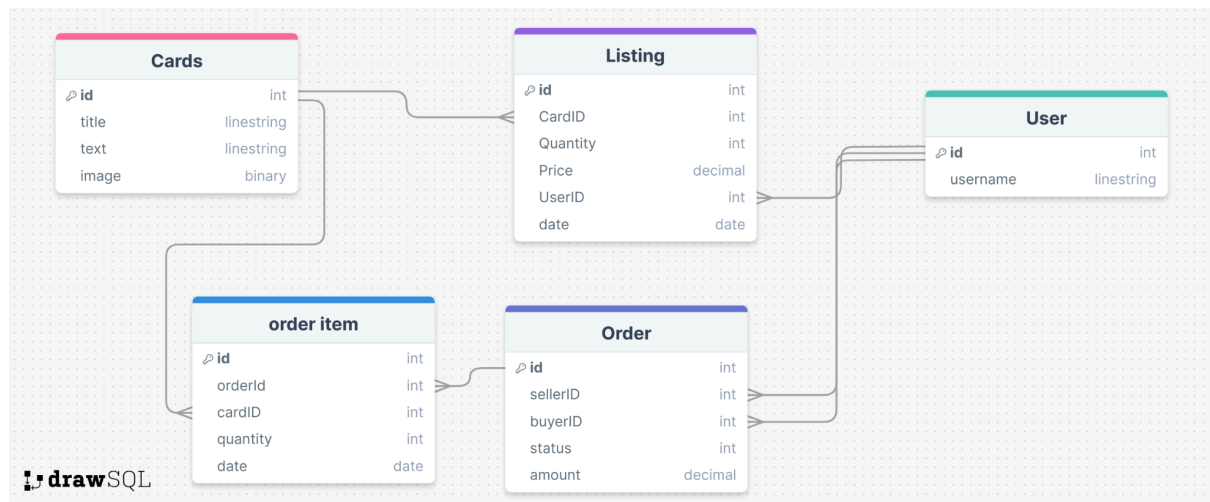 Cards
id int
title linestring
text linestring
image binary
Listing
id int
CardID int
Quantity int
Price decimal
UserID int
date date
User
id int
username linestring
order item
id int
orderId int
cardID int
quantity int
date date
Order
id int
sellerID int
buyerID int
status int
amount decimal
drawSQL